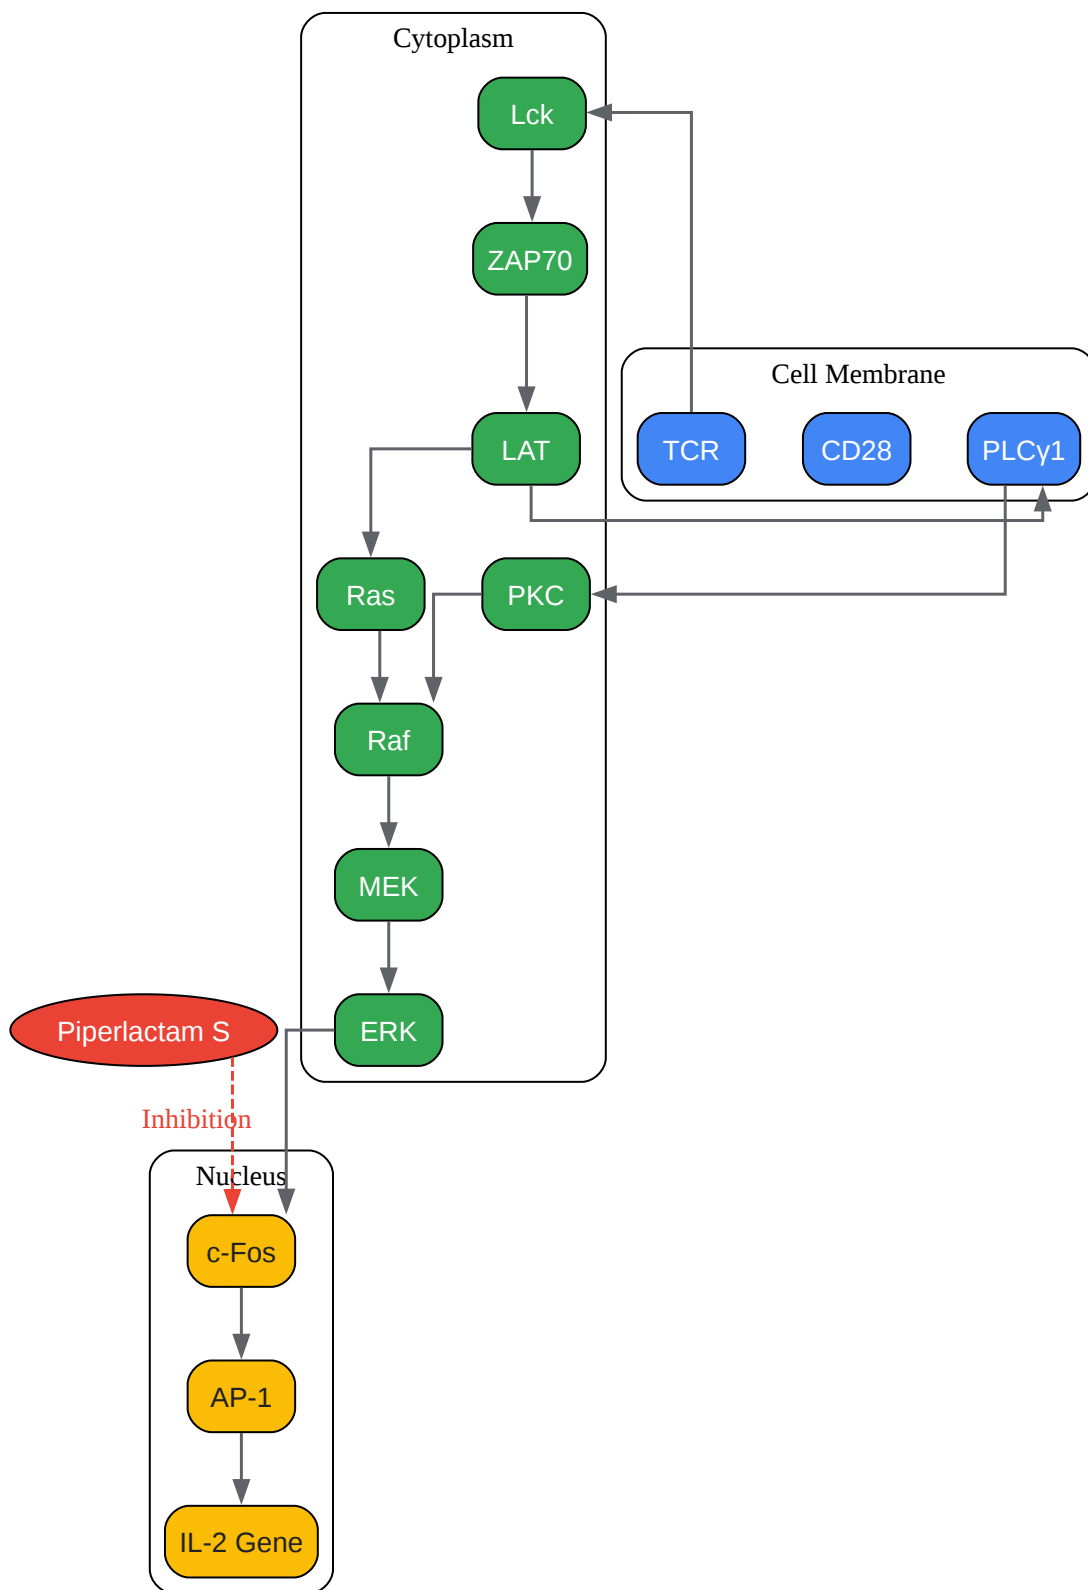 Cytoplasm
Lck
ZAP70
Cell Membrane
LAT
TCR
CD28
PLCγ1
Ras
PKC
Raf
MEK
Piperlactam S
ERK
Inhibition
Nucleus
c-Fos
AP-1
IL-2 Gene